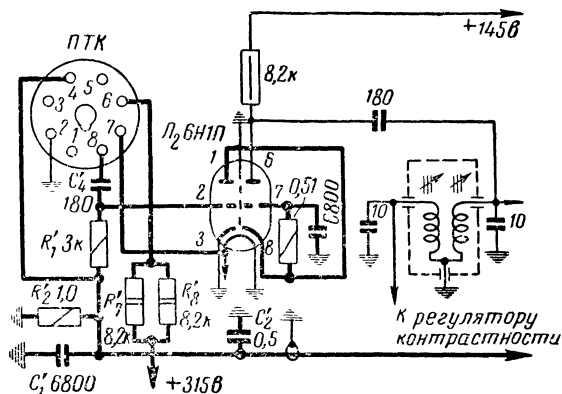 ПТК
+145в
8,2к
4
5
3
6
2
1
8
7
Л₂ 6Н1П
180
1
6
C'4
180
2
7
0,51
6800
3
8
R'1 3к
10
10
R'2 1,0
R'7
8,2к
R'8
8,2к
C'2
0,5
К регулятору
контрастности
C'1 6800
+315в